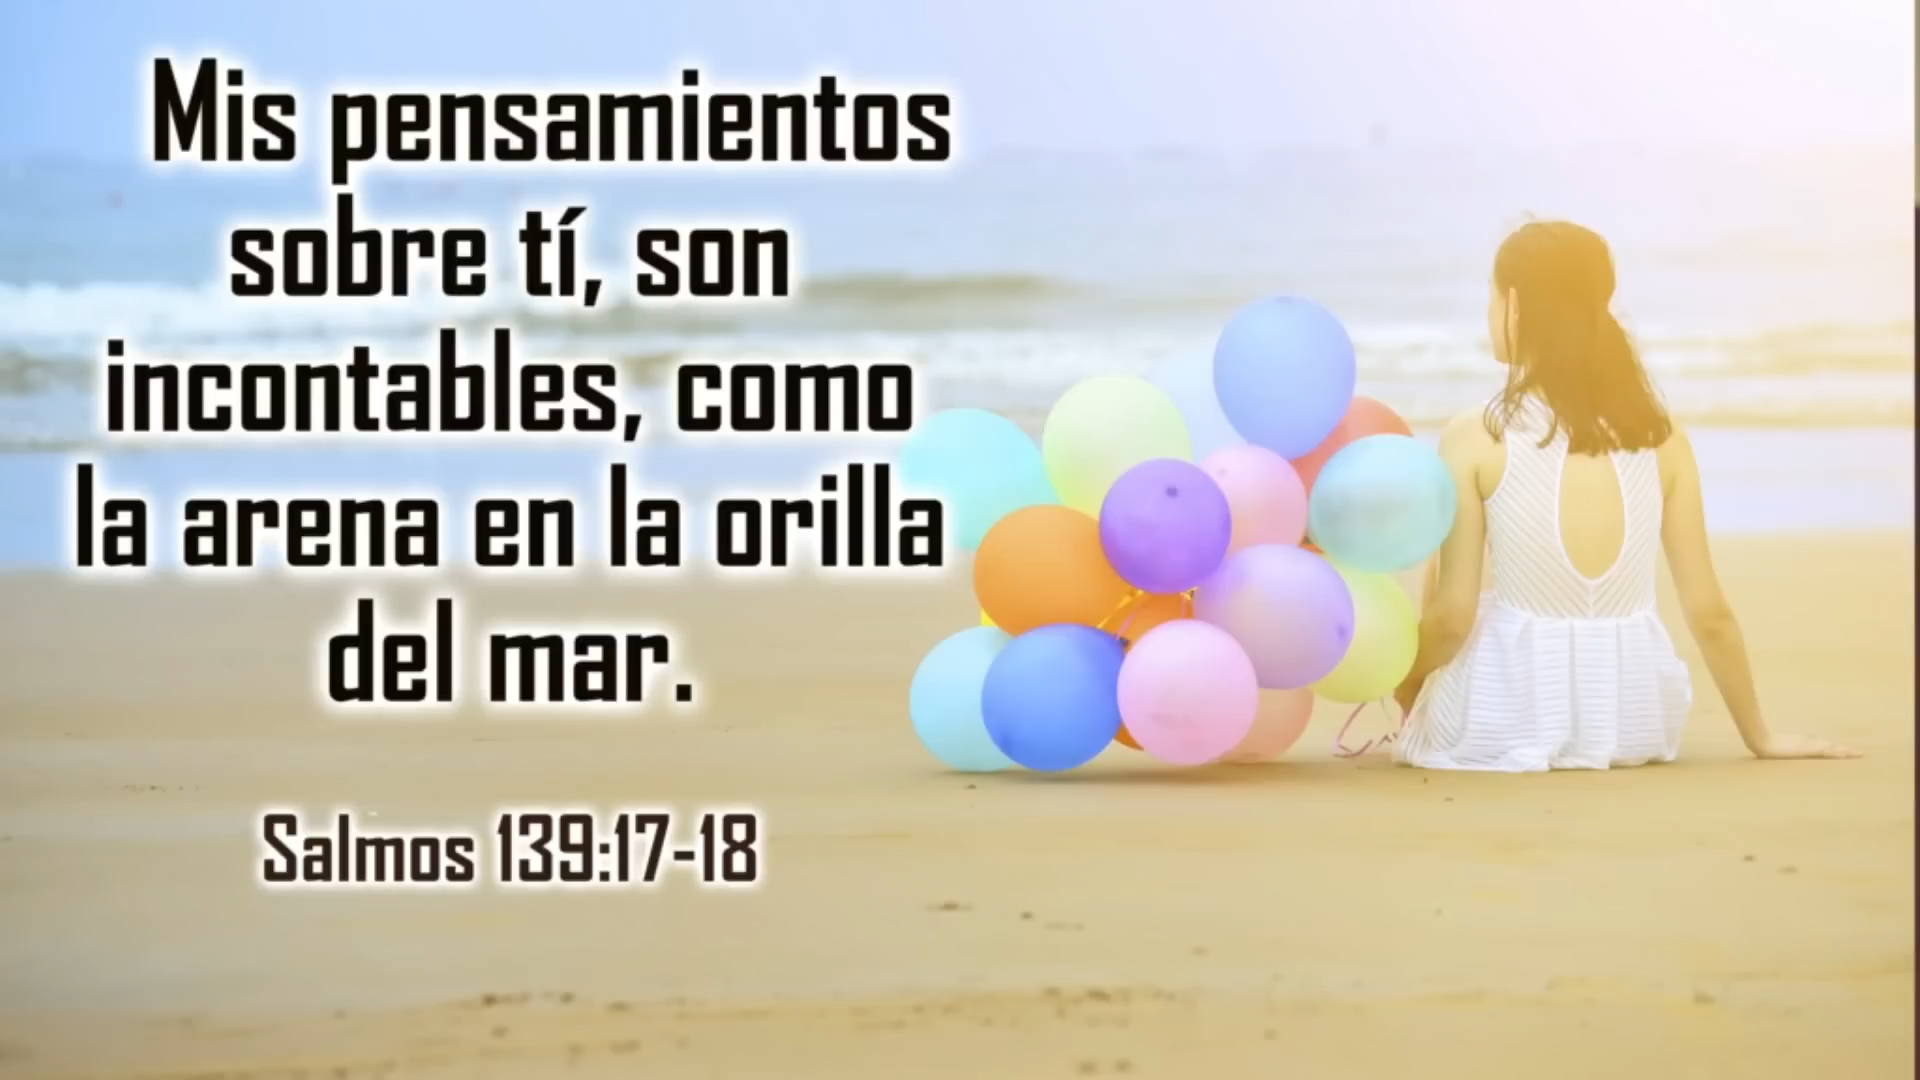 Mis pensamientos
sobre tí, son
incontables, como
la arena en la orilla
del mar.
Salmos 139:17-18